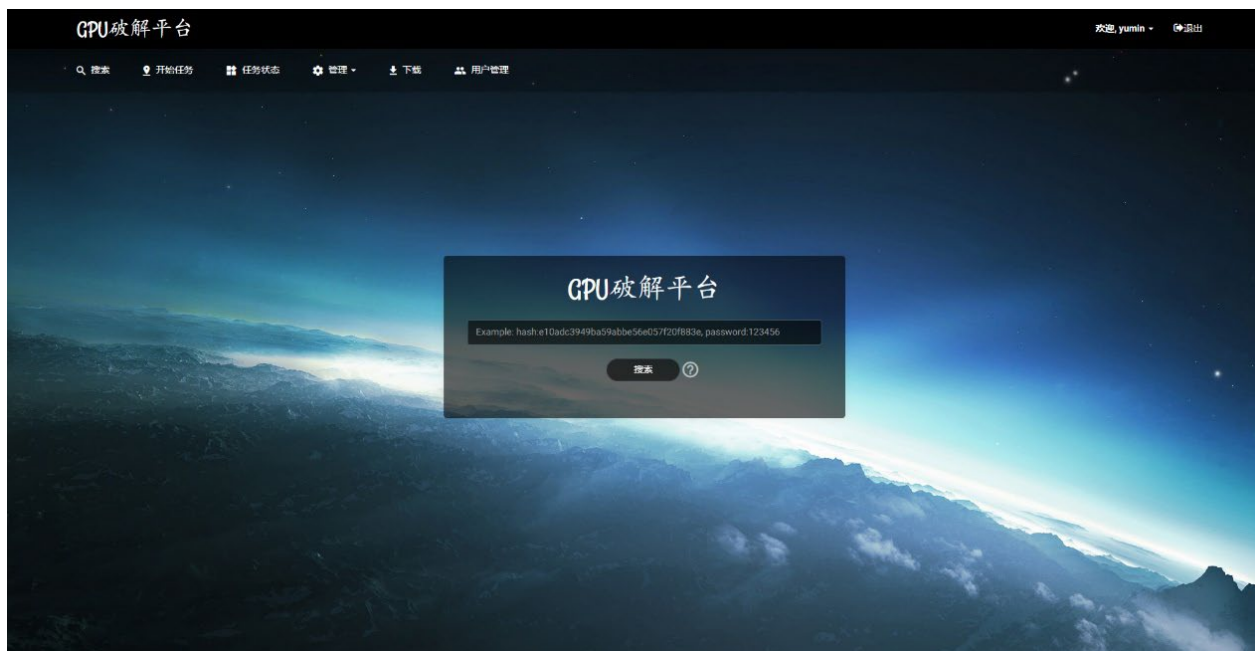 GPU破解平台
欢迎, yumin
退出
搜索
开始任务
任务状态
管理
下载
用户管理
GPU破解平台
Example: hash:e10adc3949ba59abbe56e057f20f883e, password:123456
搜索